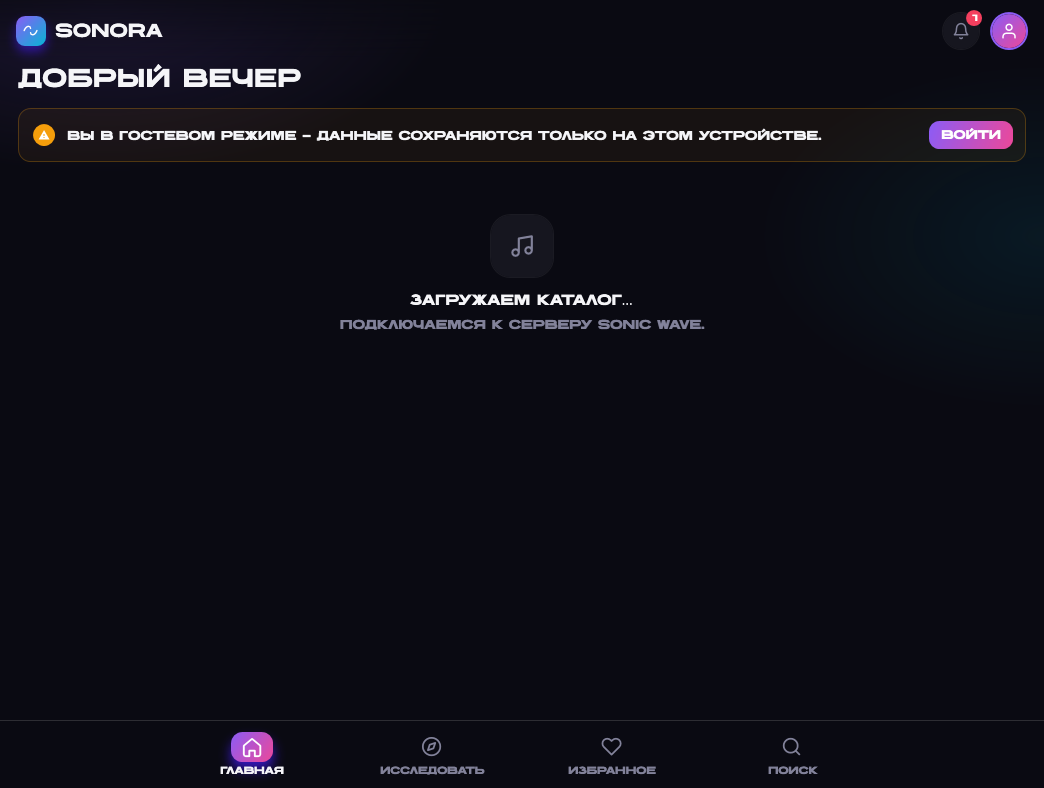 SONORA
1
ДОБРЫЙ ВЕЧЕР
ВЫ В ГОСТЕВОМ РЕЖИМЕ – ДАННЫЕ СОХРАНЯЮТСЯ ТОЛЬКО НА ЭТОМ УСТРОЙСТВЕ.
ВОЙТИ
ЗАГРУЖАЕМ КАТАЛОГ...
ПОДКЛЮЧАЕМСЯ К СЕРВЕРУ SONIC WAVE.
ГЛАВНАЯ
ИССЛЕДОВАТЬ
ИЗБРАННОЕ
ПОИСК